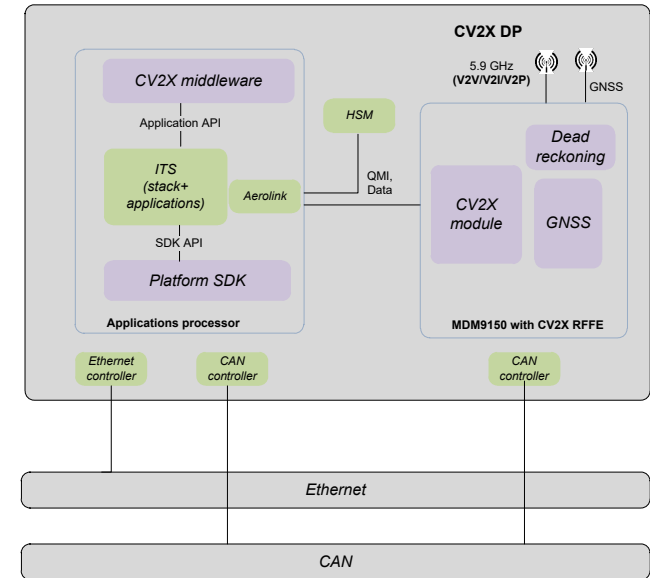 CV2X DP
5.9 GHz
(V2V/V2I/V2P)
GNSS
CV2X middleware
Application API
HSM
ITS
(stack+
applications)
Aerolink
QMI,
Data
Dead
reckoning
CV2X
module
GNSS
SDK API
Platform SDK
Applications processor
MDM9150 with CV2X RFFE
Ethernet
controller
CAN
controller
CAN
controller
Ethernet
CAN